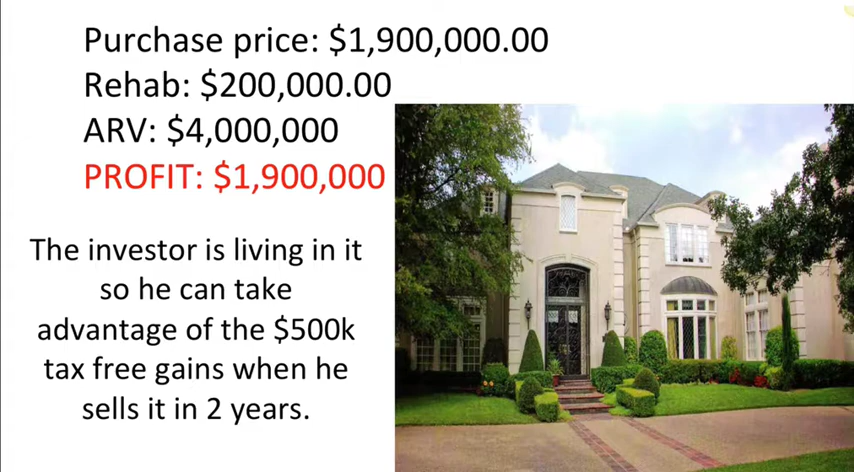 Purchase price: $1,900,000.00
Rehab: $200,000.00
ARV: $4,000,000
PROFIT: $1,900,000
The investor is living in it
so he can take
advantage of the $500k
tax free gains when he
sells it in 2 years.